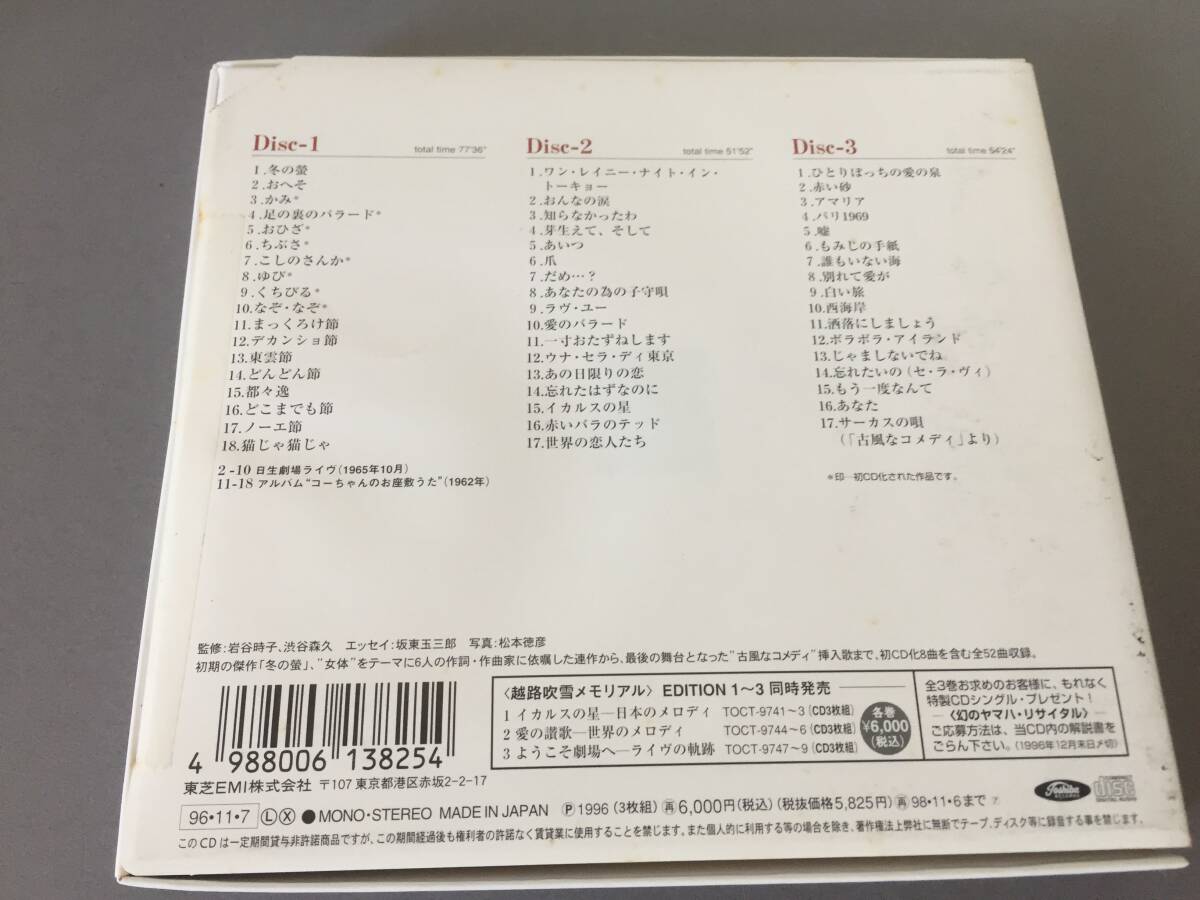 Disc-1 total time 77'36"
1.冬の螢
2.おへそ
3.かみ*
4.足の裏のバラード*
5.おひざ*
6.ちぶさ*
7.こしのさんか*
8.ゆび*
9.くちびる*
10.なぞ・なぞ*
11.まっくろけ節
12.デカンショ節
13.東雲節
14.どんどん節
15.都々逸
16.どこまでも節
17.ノーエ節
18.猫じゃ猫じゃ
2-10 日生劇場ライヴ(1965年10月)
11-18 アルバム“コーちゃんのお座敷うた”(1962年)
Disc-2 total time 51'52"
1.ワン・レイニー・ナイト・イン・
トーキョー
2.おんなの涙
3.知らなかったわ
4.芽生えて、そして
5.あいつ
6.爪
7.だめ…?
8.あなたの為の子守唄
9.ラヴ・ユー
10.愛のバラード
11.一寸おたずねします
12.ウナ・セラ・ディ東京
13.あの日限りの恋
14.忘れたはずなのに
15.イカルスの星
16.赤いバラのテッド
17.世界の恋人たち
Disc-3 total time 54'24"
1.ひとりぼっちの愛の泉
2.赤い砂
3.アマリア
4.パリ1969
5.嘘
6.もみじの手紙
7.誰もいない海
8.別れて愛が
9.白い旅
10.西海岸
11.洒落にしましょう
12.ボラボラ・アイランド
13.じゃましないでね
14.忘れたいの(セ・ラ・ヴィ)
15.もう一度なんて
16.あなた
17.サーカスの唄
(「古風なコメディ」より)
*印―初CD化された作品です。
監修:岩谷時子、渋谷森久 エッセイ:坂東玉三郎 写真:松本徳彦
初期の傑作「冬の螢」、“女体”をテーマに6人の作詞・作曲家に依嘱した連作から、最後の舞台となった“古風なコメディ”挿入歌まで、初CD化8曲を含む全52曲収録。
4 988006 138254
〈越路吹雪メモリアル〉 EDITION 1〜3 同時発売
1 イカルスの星―日本のメロディ TOCT-9741〜3(CD3枚組)
2 愛の讃歌―世界のメロディ TOCT-9744〜6(CD3枚組)
3 ようこそ劇場へ―ライヴの軌跡 TOCT-9747〜9(CD3枚組)
各巻
¥6,000
(税込)
全3巻お求めのお客様に、もれなく
特製CDシングル・プレゼント!
―〈幻のヤマハ・リサイタル〉―
ご応募方法は、当CD内の解説書を
ごらん下さい。(1996年12月末日〆切)
東芝EMI株式会社 〒107 東京都港区赤坂2-2-17
96・11・7 Ⓛ Ⓧ ●MONO・STEREO MADE IN JAPAN Ⓟ1996 (3枚組) 再6,000円(税込)(税抜価格5,825円)再98・11・6まで
Toshiba
RECORDS
COMPACT
disc
DIGITAL AUDIO
このCDは一定期間貸与非許諾商品ですが、この期間経過後も権利者の許諾なく賃貸業に使用することを禁じます。また個人的に利用する等の場合を除き、著作権法上弊社に無断でテープ、ディスク等に録音する事を禁じます。